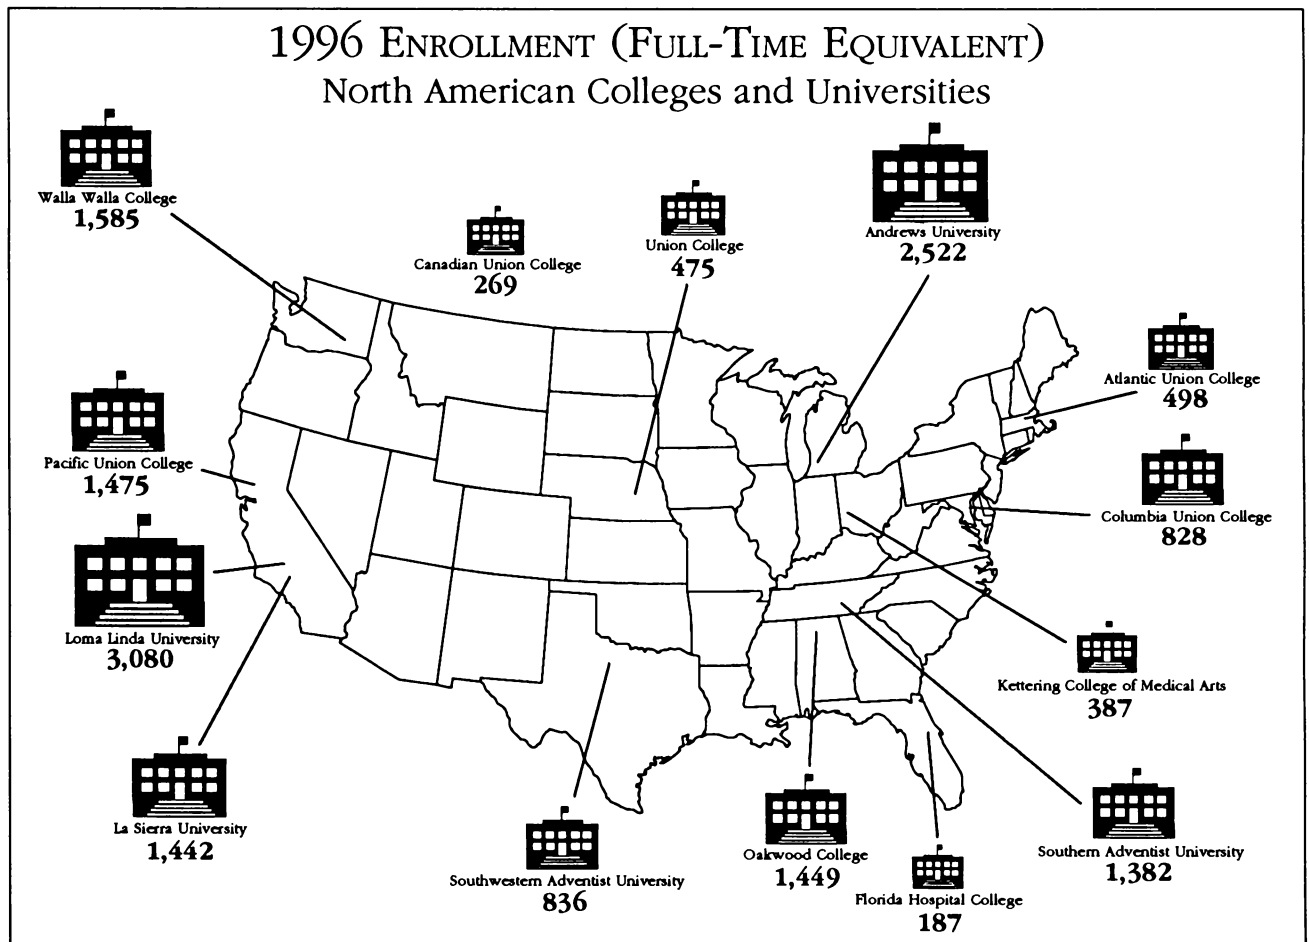 1996 ENROLLMENT (FULL-TIME EQUIVALENT)
North American Colleges and Universities
Walla Walla College
1,585
Canadian Union College
269
Union College
475
Andrews University
2,522
Atlantic Union College
498
Pacific Union College
1,475
Columbia Union College
828
Loma Linda University
3,080
Kettering College of Medical Arts
387
La Sierra University
1,442
Southwestern Adventist University
836
Oakwood College
1,449
Florida Hospital College
187
Southern Adventist University
1,382